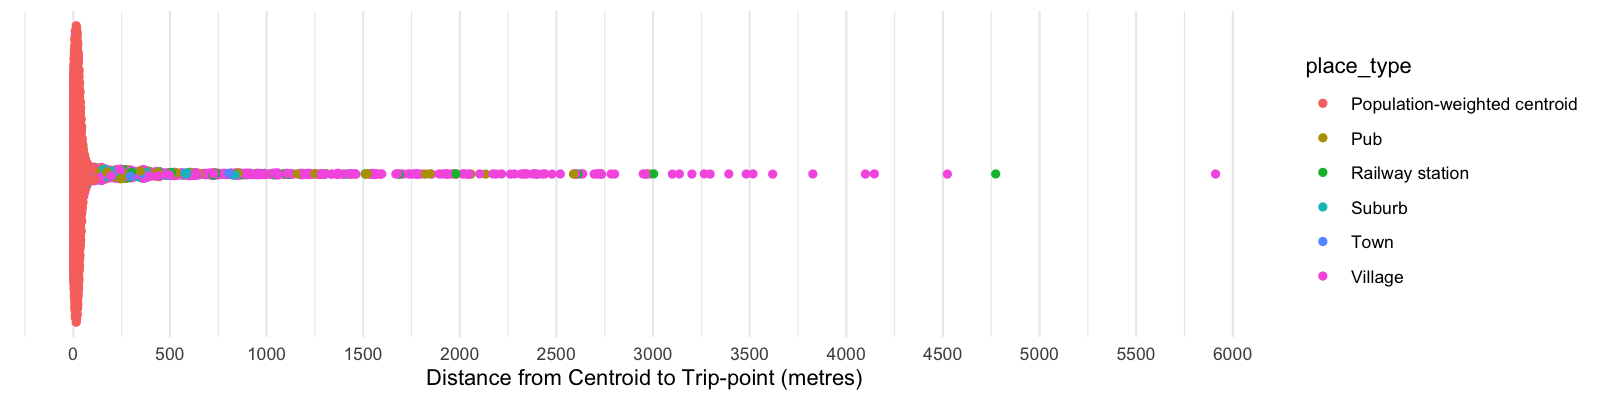 place_type
Population-weighted centroid
Pub
Railway station
Suburb
Town
Village
0 500 1000 1500 2000 2500 3000 3500 4000 4500 5000 5500 6000
Distance from Centroid to Trip-point (metres)